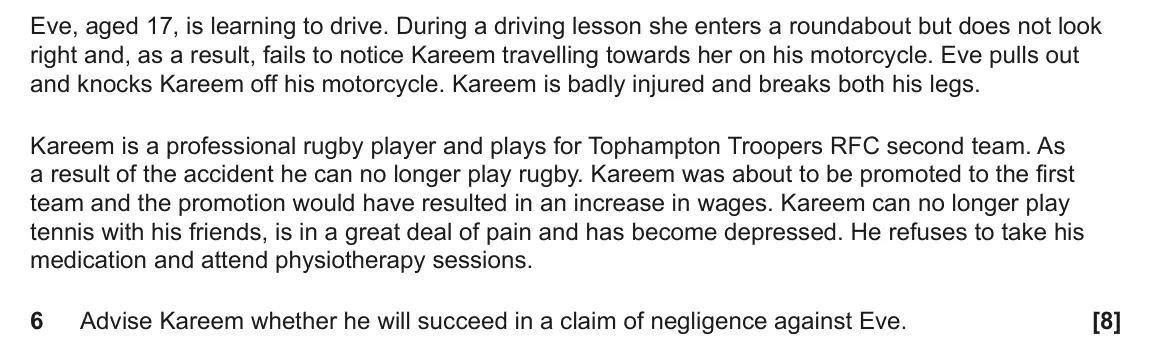 Eve, aged 17, is learning to drive. During a driving lesson she enters a roundabout but does not look
right and, as a result, fails to notice Kareem travelling towards her on his motorcycle. Eve pulls out
and knocks Kareem off his motorcycle. Kareem is badly injured and breaks both his legs.
Kareem is a professional rugby player and plays for Tophampton Troopers RFC second team. As
a result of the accident he can no longer play rugby. Kareem was about to be promoted to the first
team and the promotion would have resulted in an increase in wages. Kareem can no longer play
tennis with his friends, is in a great deal of pain and has become depressed. He refuses to take his
medication and attend physiotherapy sessions.
6 Advise Kareem whether he will succeed in a claim of negligence against Eve. [8]